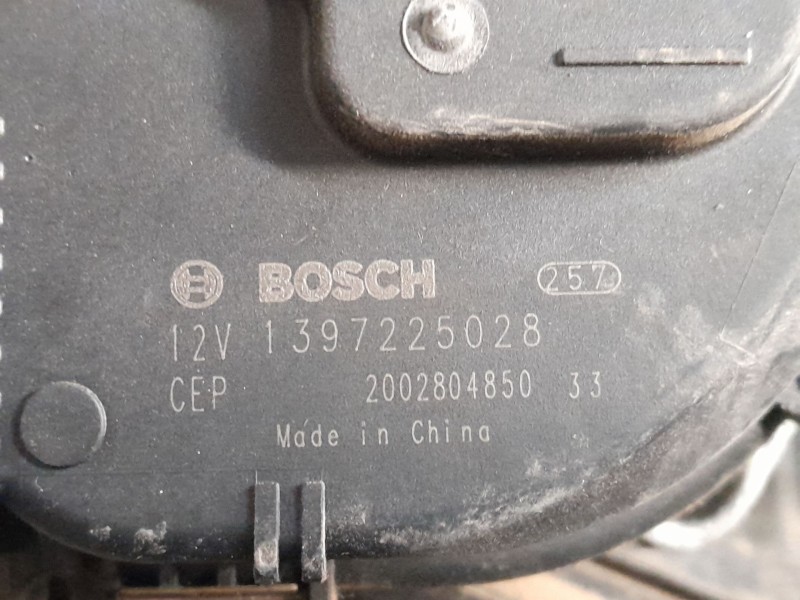 BOSCH 257
12V 1397225028
CEP 2002804850 33
Made in China